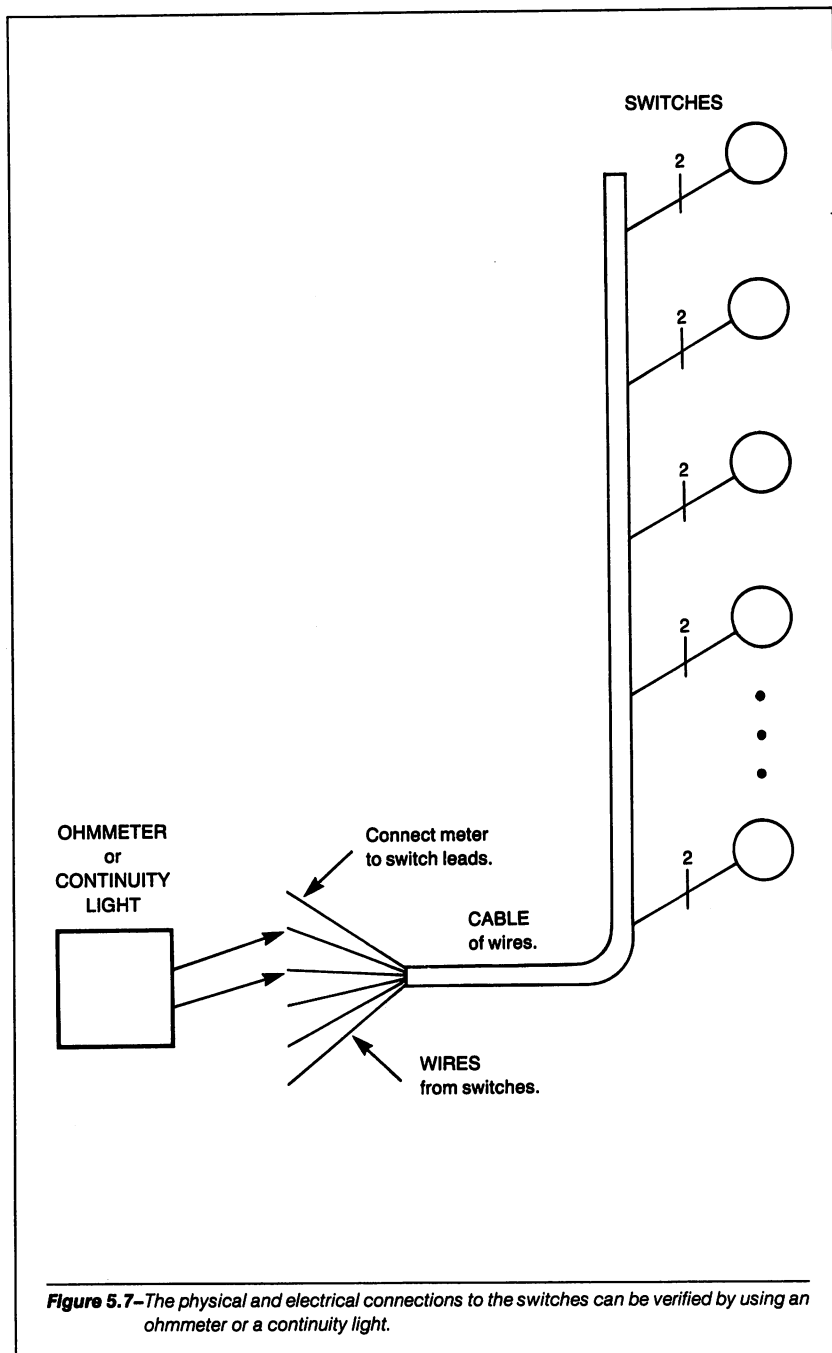 SWITCHES
2
2
2
2
2
OHMMETER
or
CONTINUITY
LIGHT
Connect meter
to switch leads.
CABLE
of wires.
WIRES
from switches.
Figure 5.7–The physical and electrical connections to the switches can be verified by using an
ohmmeter or a continuity light.